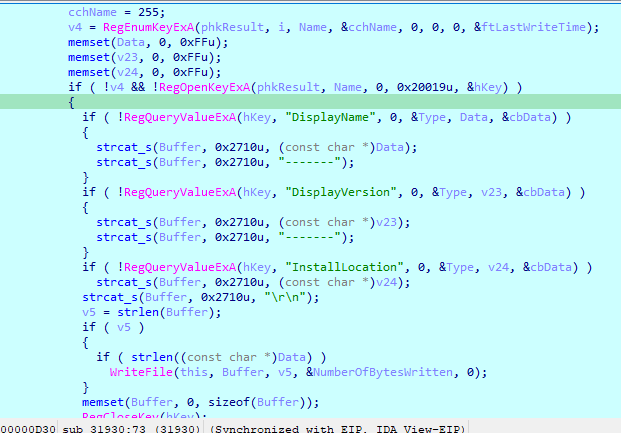 cchName = 255;
v4 = RegEnumKeyExA(phkResult, i, Name, &cchName, 0, 0, 0, &ftLastWriteTime);
memset(Data, 0, 0xFFu);
memset(v23, 0, 0xFFu);
memset(v24, 0, 0xFFu);
if ( !v4 && !RegOpenKeyExA(phkResult, Name, 0, 0x20019u, &hKey) )
{
if ( !RegQueryValueExA(hKey, "DisplayName", 0, &Type, Data, &cbData) )
{
strcat_s(Buffer, 0x2710u, (const char *)Data);
strcat_s(Buffer, 0x2710u, "-------");
}
if ( !RegQueryValueExA(hKey, "DisplayVersion", 0, &Type, v23, &cbData) )
{
strcat_s(Buffer, 0x2710u, (const char *)v23);
strcat_s(Buffer, 0x2710u, "-------");
}
if ( !RegQueryValueExA(hKey, "InstallLocation", 0, &Type, v24, &cbData) )
strcat_s(Buffer, 0x2710u, (const char *)v24);
strcat_s(Buffer, 0x2710u, "\r\n");
v5 = strlen(Buffer);
if ( v5 )
{
if ( strlen((const char *)Data) )
WriteFile(this, Buffer, v5, &NumberOfBytesWritten, 0);
}
memset(Buffer, 0, sizeof(Buffer));
RegCloseKey(hKey);
00000D30 sub_31930:73 (31930) (Synchronized with EIP, IDA View-EIP)